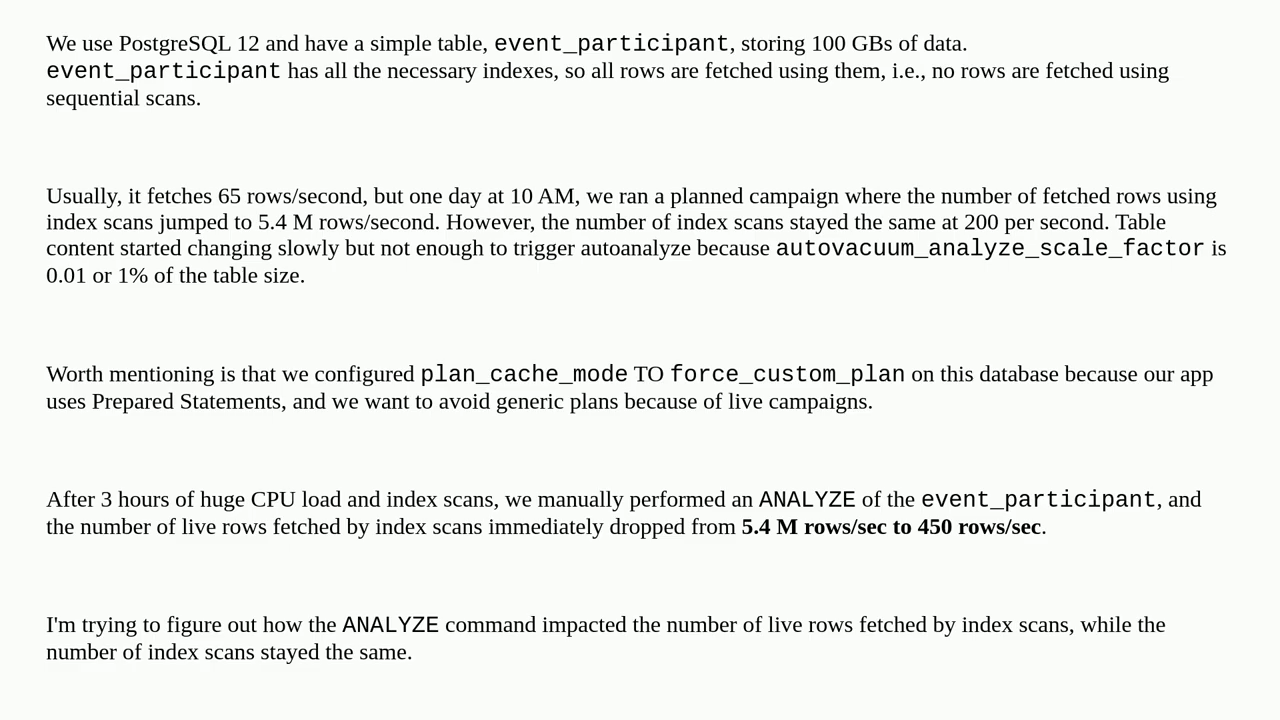 We use PostgreSQL 12 and have a simple table, event_participant, storing 100 GBs of data.
event_participant has all the necessary indexes, so all rows are fetched using them, i.e., no rows are fetched using
sequential scans.
Usually, it fetches 65 rows/second, but one day at 10 AM, we ran a planned campaign where the number of fetched rows using
index scans jumped to 5.4 M rows/second. However, the number of index scans stayed the same at 200 per second. Table
content started changing slowly but not enough to trigger autoanalyze because autovacuum_analyze_scale_factor is
0.01 or 1% of the table size.
Worth mentioning is that we configured plan_cache_mode TO force_custom_plan on this database because our app
uses Prepared Statements, and we want to avoid generic plans because of live campaigns.
After 3 hours of huge CPU load and index scans, we manually performed an ANALYZE of the event_participant, and
the number of live rows fetched by index scans immediately dropped from 5.4 M rows/sec to 450 rows/sec.
I'm trying to figure out how the ANALYZE command impacted the number of live rows fetched by index scans, while the
number of index scans stayed the same.